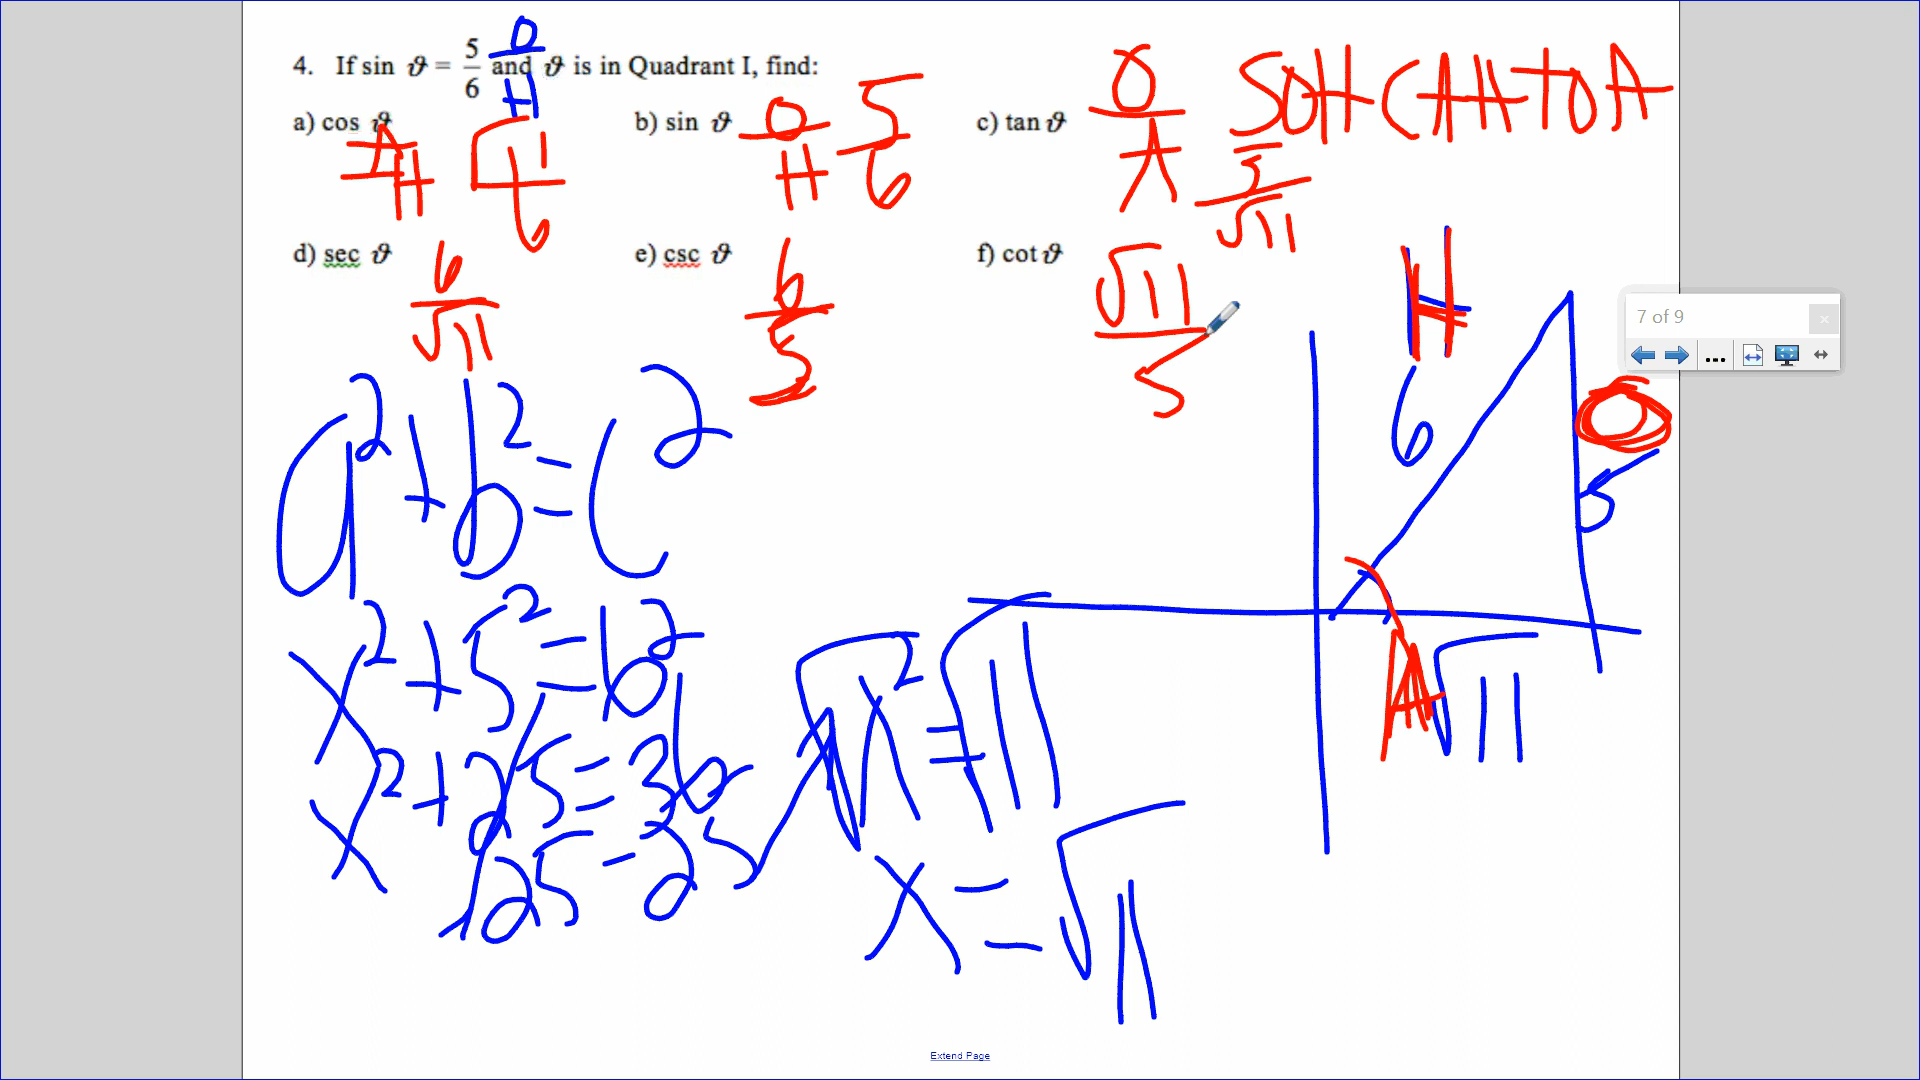 4. If sin ϑ = 5/6 and ϑ is in Quadrant I, find:
O/H
SOHCAHTOA
a) cos ϑ A/H √11/6
b) sin ϑ O/H 5/6
c) tan ϑ O/A 5/√11
d) sec ϑ 6/√11
e) csc ϑ 6/5
f) cot ϑ √11/5
H
6
O
5
A √11
7 of 9
a² + b² = c²
x² + 5² = 6²
x² + 25 = 36
-25 -25
√x² = √11
x = √11
Extend Page